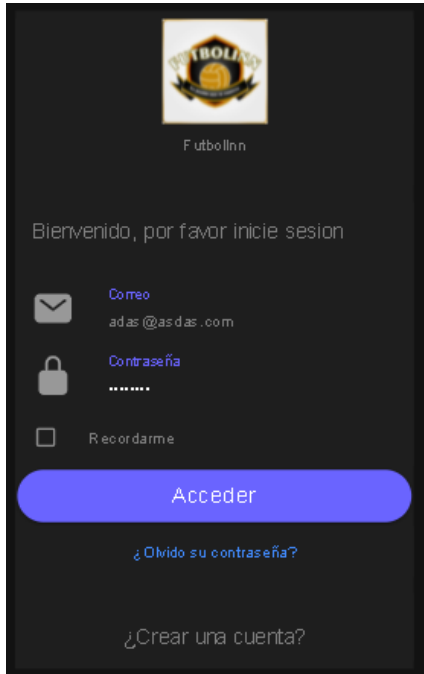 FUTBOLINN
FutbolInn
Bienvenido, por favor inicie sesion
Correo
adas@asdas.com
Contraseña
Recordarme
Acceder
¿Olvido su contraseña?
¿Crear una cuenta?